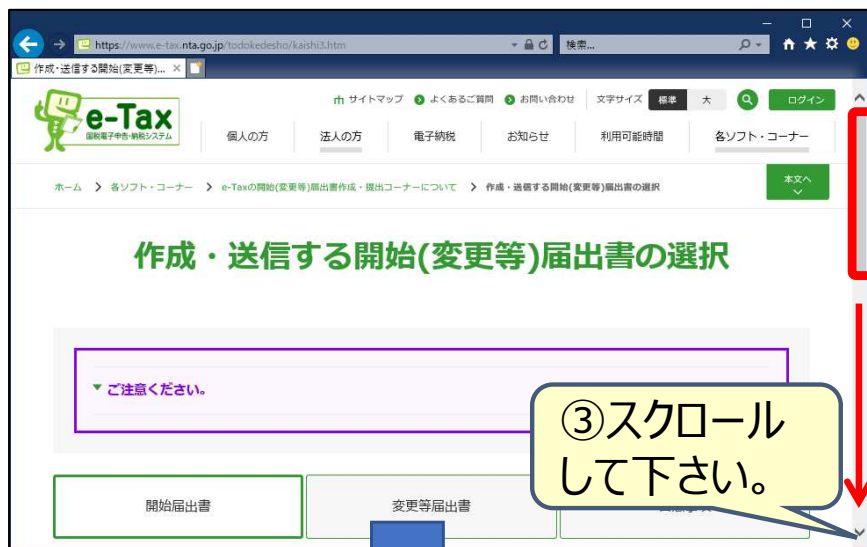 https://www.e-tax.nta.go.jp/todokedesho/kaishi3.htm
検索...
作成・送信する開始(変更等)...
サイトマップ よくあるご質問 お問い合わせ 文字サイズ 標準 大 ログイン
e-Tax
国税電子申告・納税システム
個人の方 法人の方 電子納税 お知らせ 利用可能時間 各ソフト・コーナー
ホーム > 各ソフト・コーナー > e-Taxの開始(変更等)届出書作成・提出コーナーについて > 作成・送信する開始(変更等)届出書の選択
本文へ
作成・送信する開始(変更等)届出書の選択
ご注意ください。
③スクロール
して下さい。
開始届出書 変更等届出書